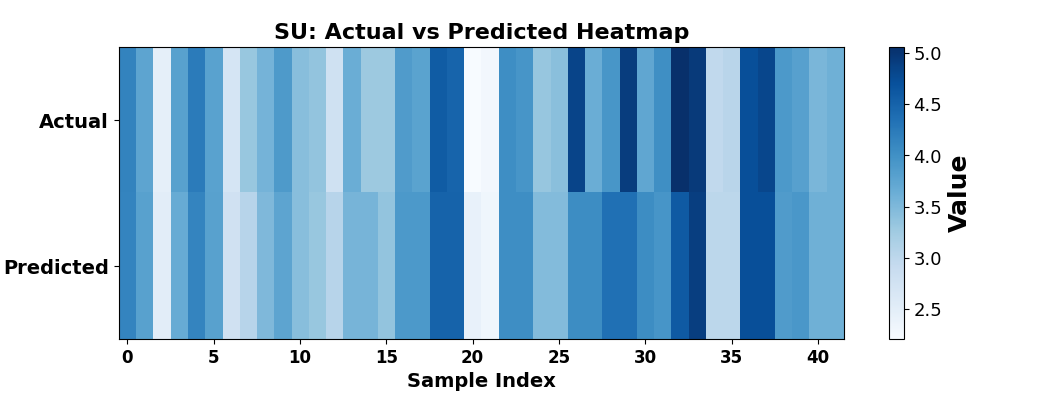 SU: Actual vs Predicted Heatmap
Actual
Predicted
0 5 10 15 20 25 30 35 40
Sample Index
5.0
4.5
4.0
3.5
3.0
2.5
Value